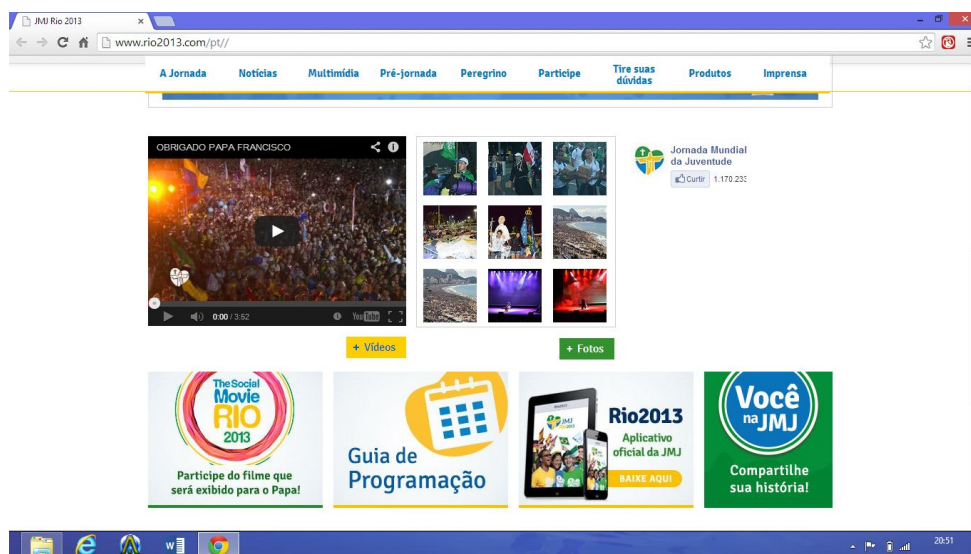 JMJ Rio 2013
www.rio2013.com/pt//
A Jornada
Notícias
Multimídia
Pré-jornada
Peregrino
Participe
Tire suas
dúvidas
Produtos
Imprensa
OBRIGADO PAPA FRANCISCO
0:00 / 3:52
YouTube
Jornada Mundial
da Juventude
Curtir 1.170.233
+ Vídeos
+ Fotos
The Social
Movie
RIO
2013
Participe do filme que
será exibido para o Papa!
Guia de
Programação
JMJ
Rio2013
Aplicativo
oficial da JMJ
BAIXE AQUI
Você
na JMJ
Compartilhe
sua história!
20:51